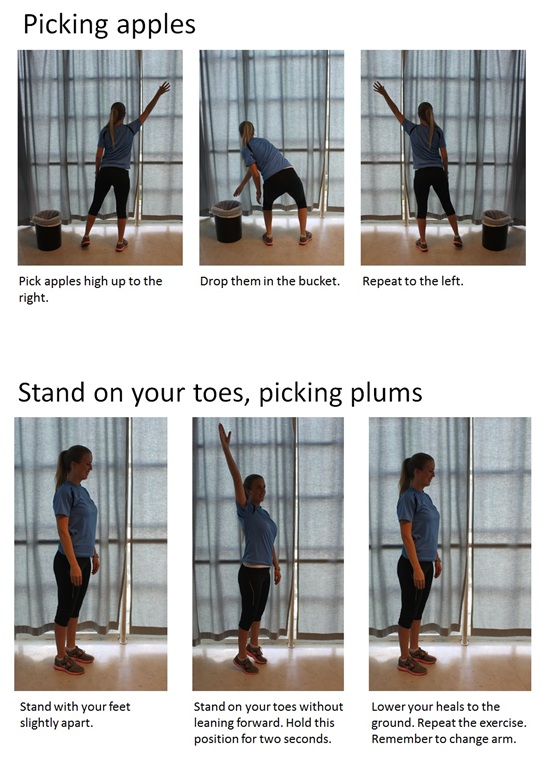 Picking apples
Pick apples high up to the
right.
Drop them in the bucket.
Repeat to the left.
Stand on your toes, picking plums
Stand with your feet
slightly apart.
Stand on your toes without
leaning forward. Hold this
position for two seconds.
Lower your heals to the
ground. Repeat the exercise.
Remember to change arm.